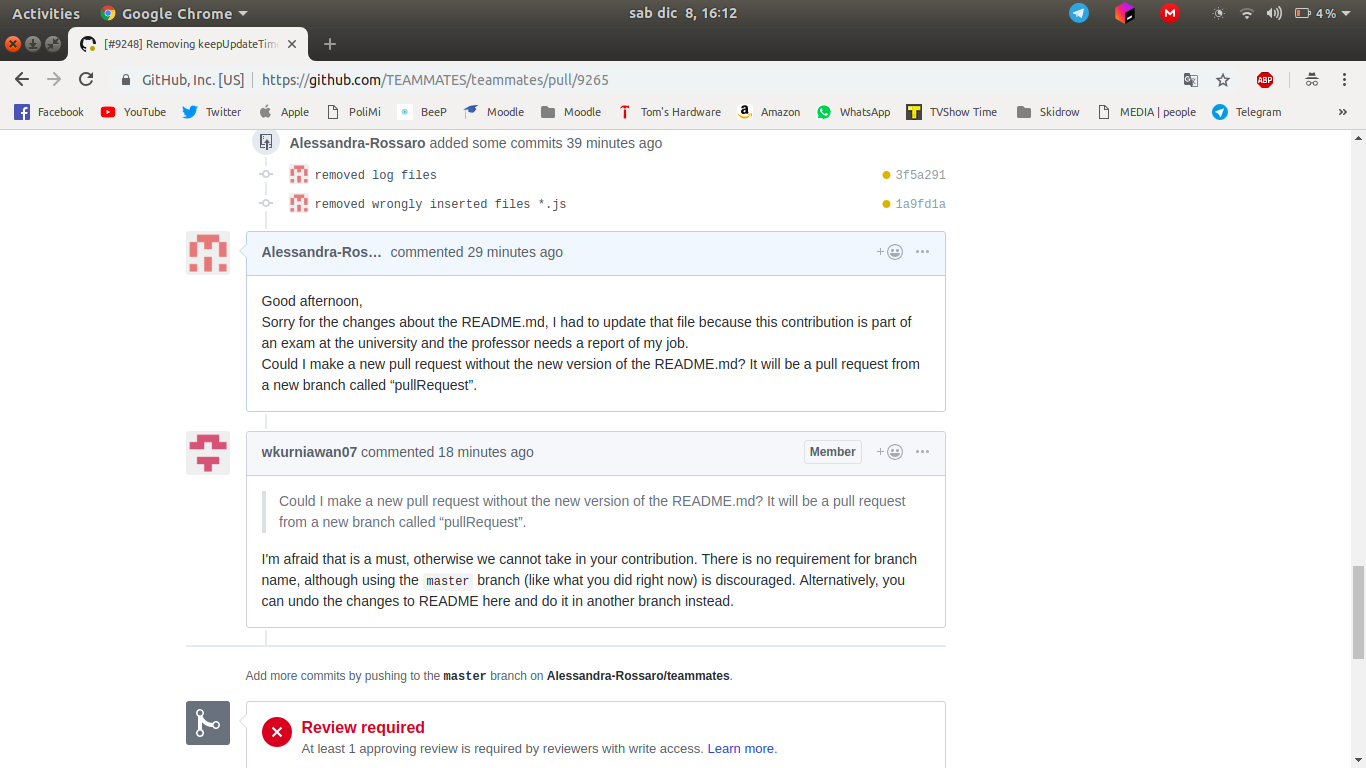 Activities Google Chrome sab dic 8, 16:12 4 %
[#9248] Removing keepUpdateTim
GitHub, Inc. [US] https://github.com/TEAMMATES/teammates/pull/9265 ABP
Facebook YouTube Twitter Apple PoliMi BeeP Moodle Moodle Tom's Hardware Amazon WhatsApp TVShow Time Skidrow MEDIA | people Telegram »
Alessandra-Rossaro added some commits 39 minutes ago
removed log files 3f5a291
removed wrongly inserted files *.js 1a9fd1a
Alessandra-Ros… commented 29 minutes ago
Good afternoon,
Sorry for the changes about the README.md, I had to update that file because this contribution is part of
an exam at the university and the professor needs a report of my job.
Could I make a new pull request without the new version of the README.md? It will be a pull request from
a new branch called “pullRequest”.
wkurniawan07 commented 18 minutes ago Member
Could I make a new pull request without the new version of the README.md? It will be a pull request
from a new branch called “pullRequest”.
I'm afraid that is a must, otherwise we cannot take in your contribution. There is no requirement for branch
name, although using the master branch (like what you did right now) is discouraged. Alternatively, you
can undo the changes to README here and do it in another branch instead.
Add more commits by pushing to the master branch on Alessandra-Rossaro/teammates.
Review required
At least 1 approving review is required by reviewers with write access. Learn more.